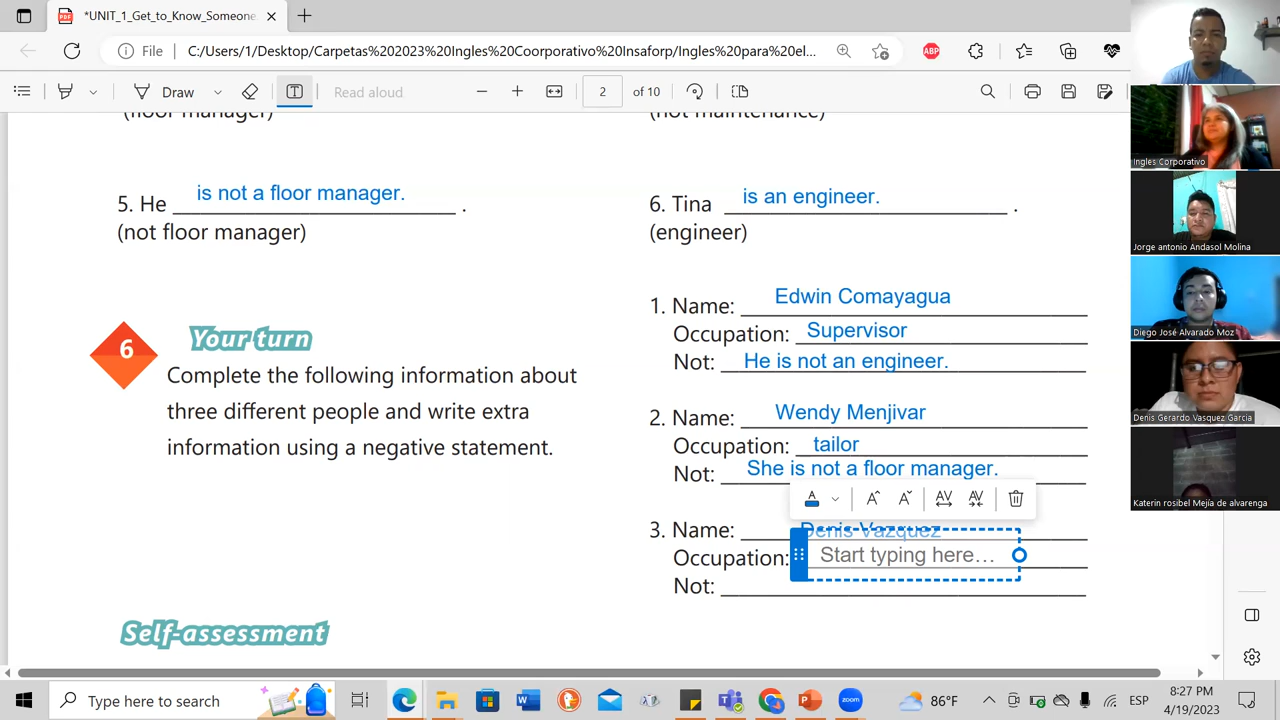 *UNIT_1_Get_to_Know_Someone
File C:/Users/1/Desktop/Carpetas%202023%20Ingles%20Coorporativo%20Insaforp/Ingles%20para%20el...
ABP
Draw
Read aloud
2 of 10
(floor manager)
(not maintenance)
5. He is not a floor manager. .
(not floor manager)
6. Tina is an engineer. .
(engineer)
6
Your turn
Complete the following information about
three different people and write extra
information using a negative statement.
1. Name: Edwin Comayagua
Occupation: Supervisor
Not: He is not an engineer.
2. Name: Wendy Menjivar
Occupation: tailor
Not: She is not a floor manager.
3. Name: Denis Vazquez
Occupation: Start typing here...
Not:
Self-assessment
Ingles Corporativo
Jorge antonio Andasol Molina
Diego José Alvarado Moz
Denis Gerardo Vasquez Garcia
Katerin rosibel Mejía de alvarenga
Type here to search
zoom
86°F
ESP
8:27 PM
4/19/2023